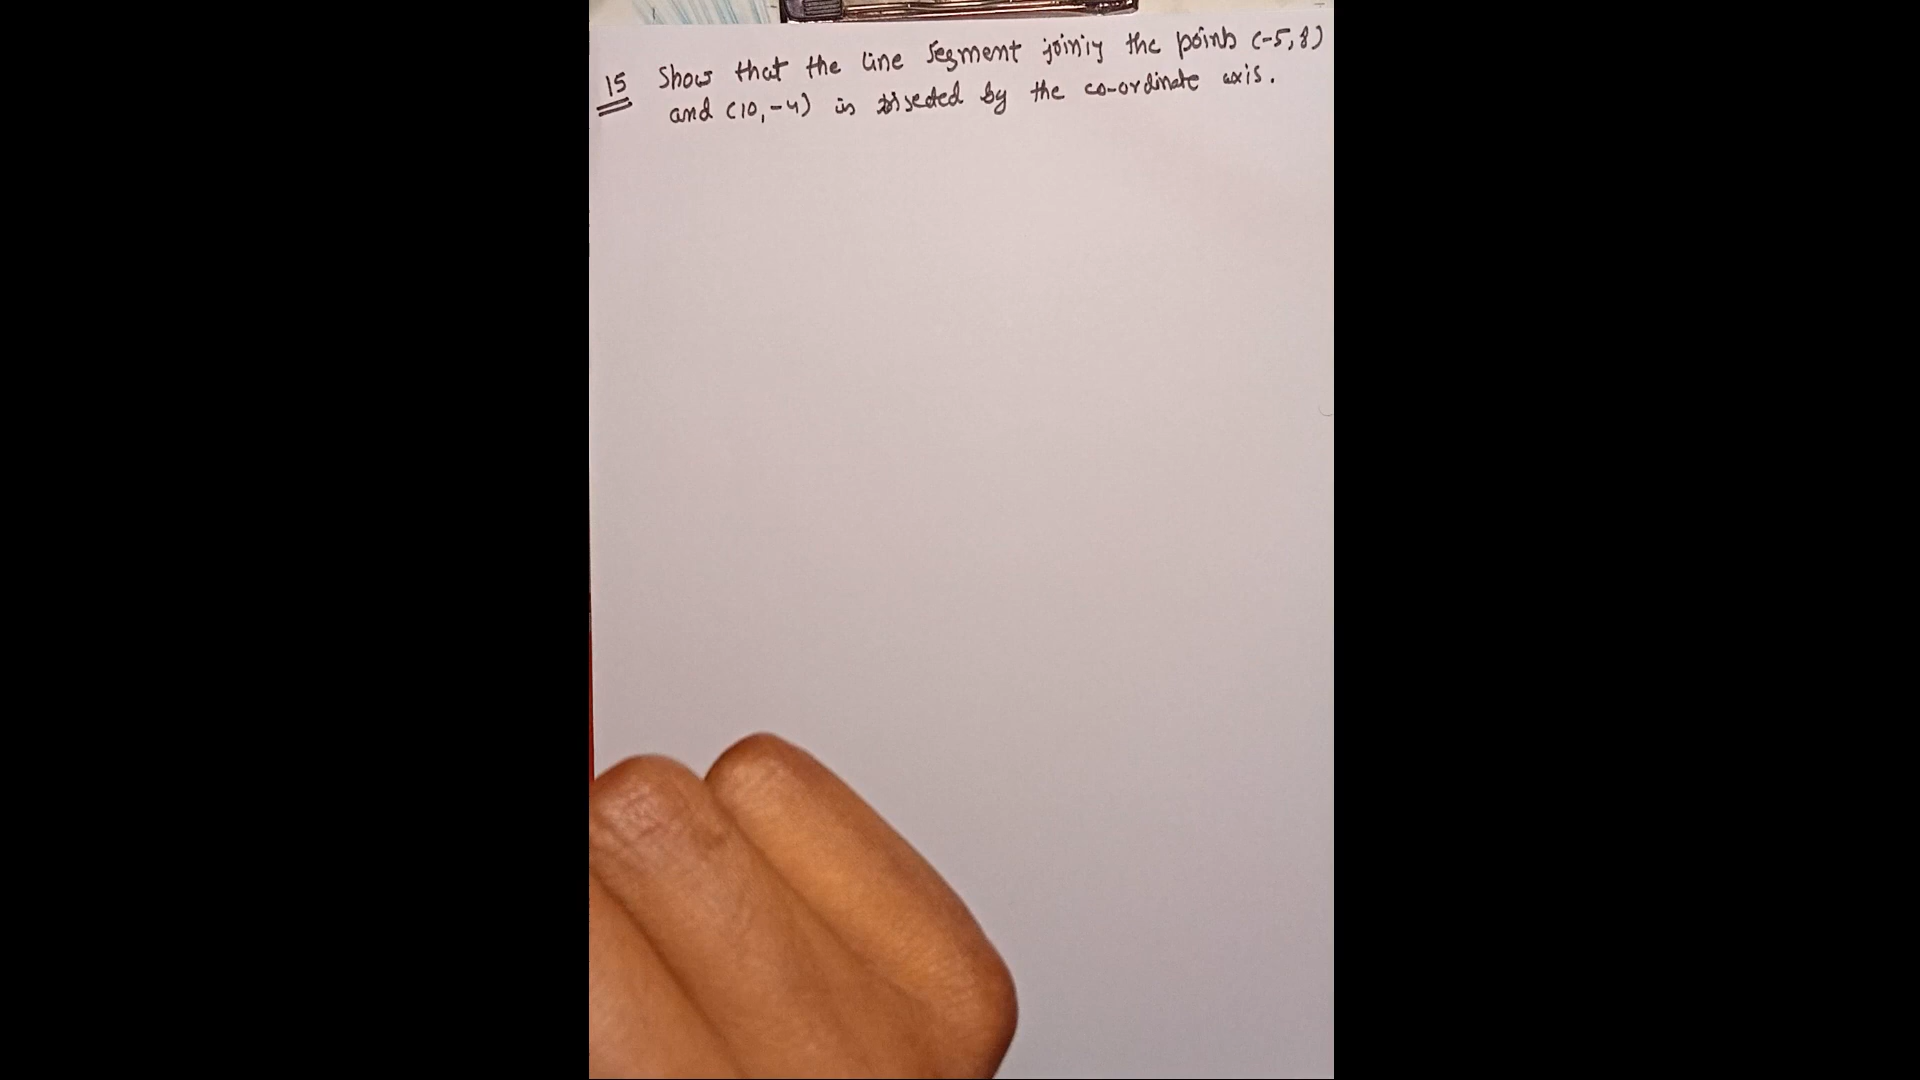 15 Show that the line segment joining the points (-5,8)
and (10,-4) is bisected by the co-ordinate axis.